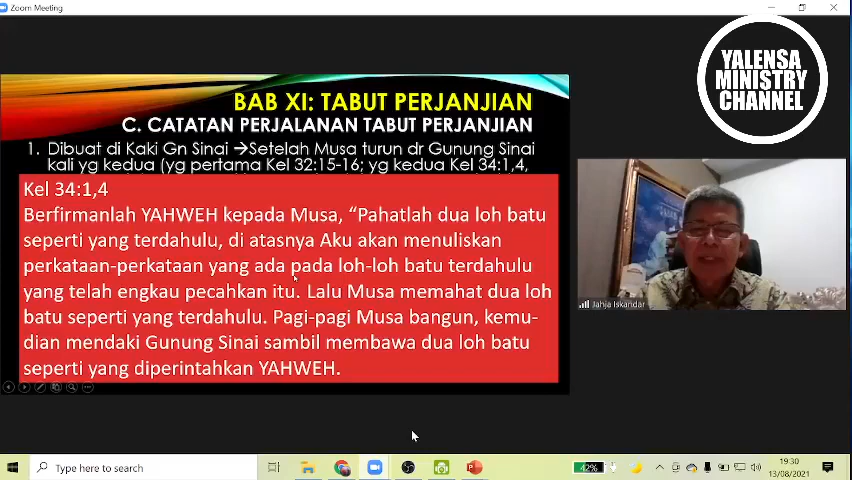 Zoom Meeting
YALENSA
MINISTRY
CHANNEL
BAB XI: TABUT PERJANJIAN
C. CATATAN PERJALANAN TABUT PERJANJIAN
1. Dibuat di Kaki Gn Sinai →Setelah Musa turun dr Gunung Sinai
kali yg kedua (yg pertama Kel 32:15-16; yg kedua Kel 34:1,4,
Kel 34:1,4
Berfirmanlah YAHWEH kepada Musa, “Pahatlah dua loh batu
seperti yang terdahulu, di atasnya Aku akan menuliskan
perkataan-perkataan yang ada pada loh-loh batu terdahulu
yang telah engkau pecahkan itu. Lalu Musa memahat dua loh
batu seperti yang terdahulu. Pagi-pagi Musa bangun, kemu-
dian mendaki Gunung Sinai sambil membawa dua loh batu
seperti yang diperintahkan YAHWEH.
Jahja Iskandar
Type here to search
42%
19:30
13/08/2021